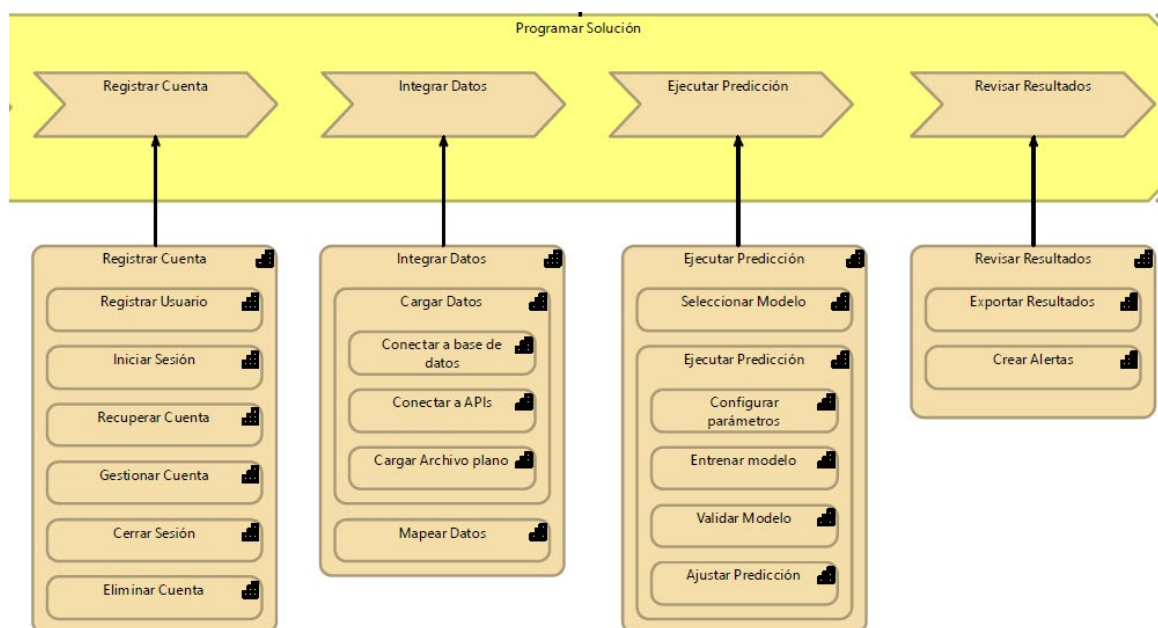 Programar Solución
Registrar Cuenta
Integrar Datos
Ejecutar Predicción
Revisar Resultados
Registrar Cuenta
Registrar Usuario
Iniciar Sesión
Recuperar Cuenta
Gestionar Cuenta
Cerrar Sesión
Eliminar Cuenta
Integrar Datos
Cargar Datos
Conectar a base de
datos
Conectar a APIs
Cargar Archivo plano
Mapear Datos
Ejecutar Predicción
Seleccionar Modelo
Ejecutar Predicción
Configurar
parámetros
Entrenar modelo
Validar Modelo
Ajustar Predicción
Revisar Resultados
Exportar Resultados
Crear Alertas